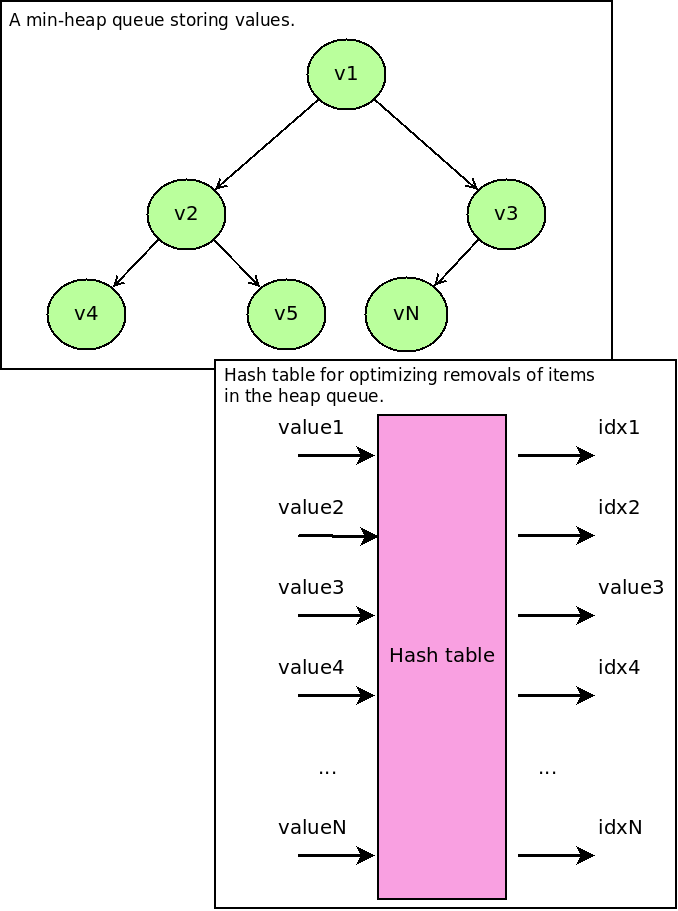 A min-heap queue storing values.
v1
v2
v3
v4
v5
vN
Hash table for optimizing removals of items
in the heap queue.
value1
idx1
value2
idx2
value3
value3
Hash table
value4
idx4
...
...
valueN
idxN